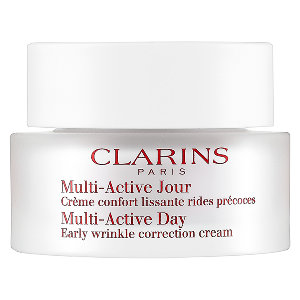 CLARINS
PARIS
Multi-Active Jour
Crème confort lissante rides précoces
Multi-Active Day
Early wrinkle correction cream